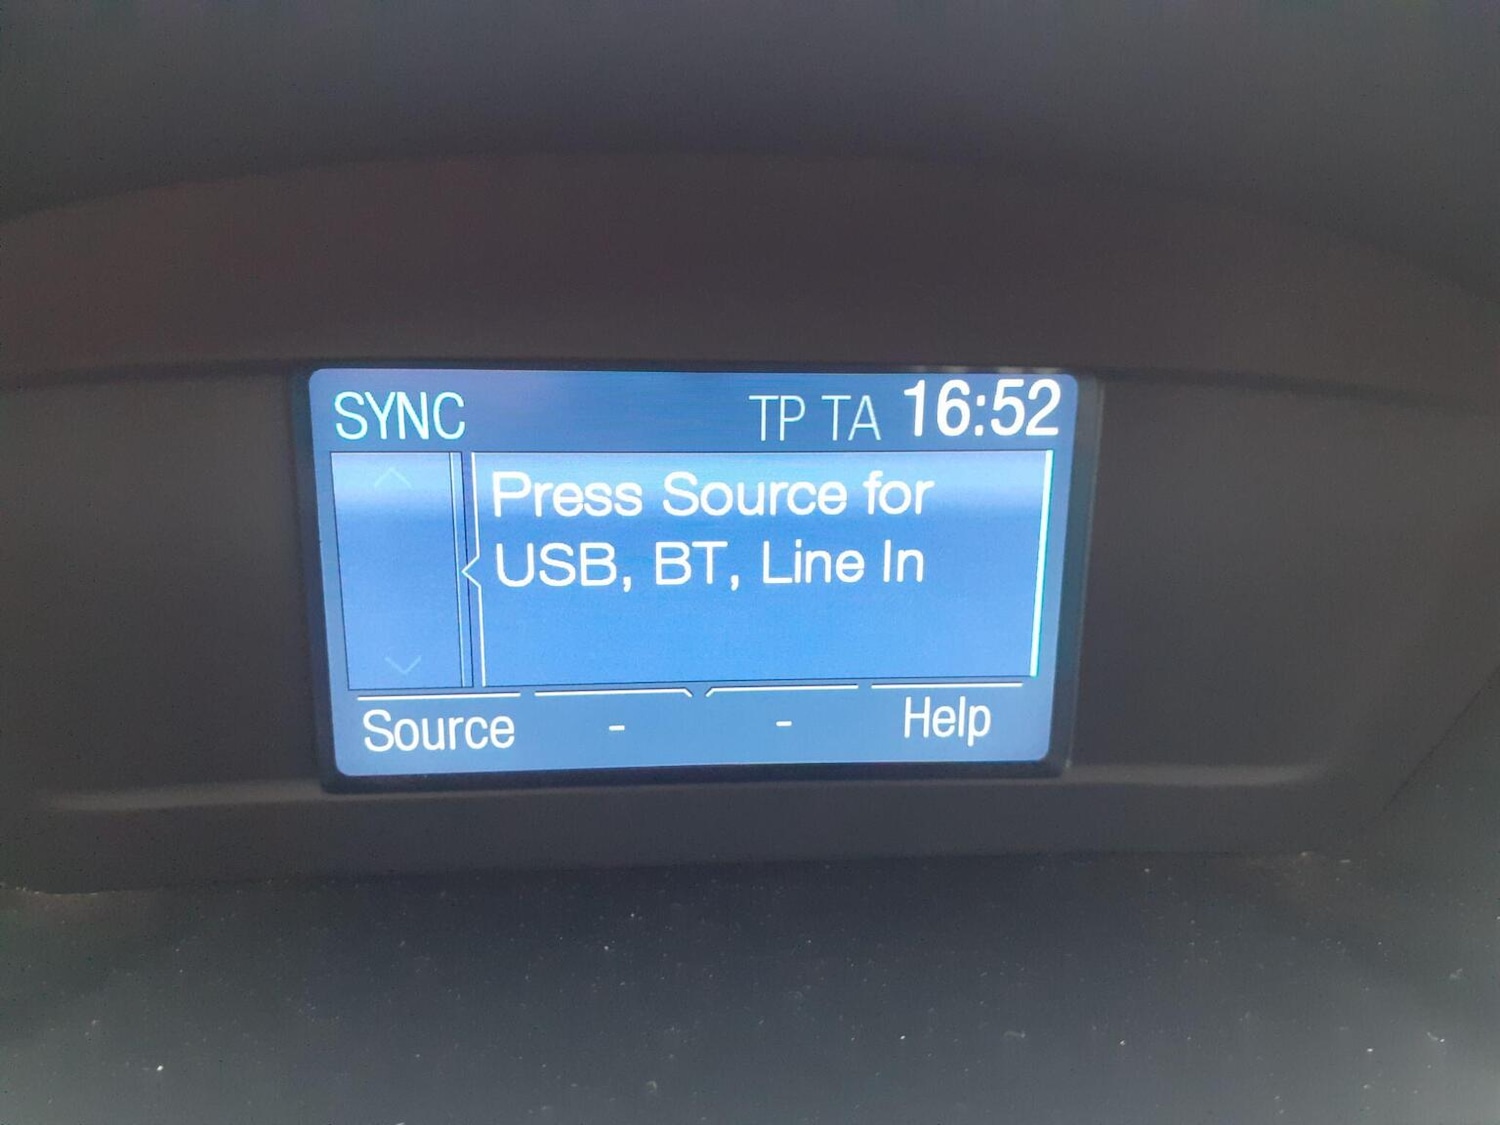 SYNC TP TA 16:52
Press Source for
USB, BT, Line In
Source - - Help